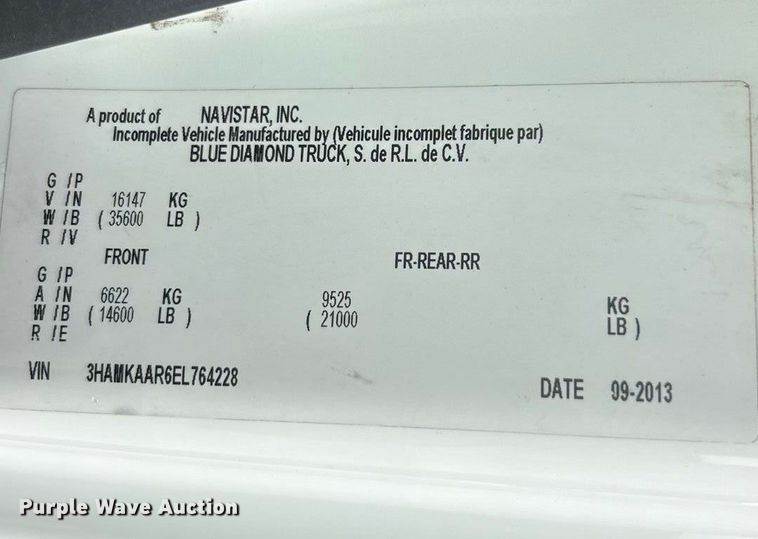 A product of NAVISTAR, INC.
Incomplete Vehicle Manufactured by (Vehicule incomplet fabrique par)
BLUE DIAMOND TRUCK, S. de R.L. de C.V.
G /P
V /N 16147 KG
W /B ( 35600 LB )
R /V
FRONT FR-REAR-RR
G /P
A /N 6622 KG 9525 KG
W /B ( 14600 LB ) ( 21000 LB )
R /E
VIN 3HAMKAAR6EL764228 DATE 09-2013
Purple Wave Auction